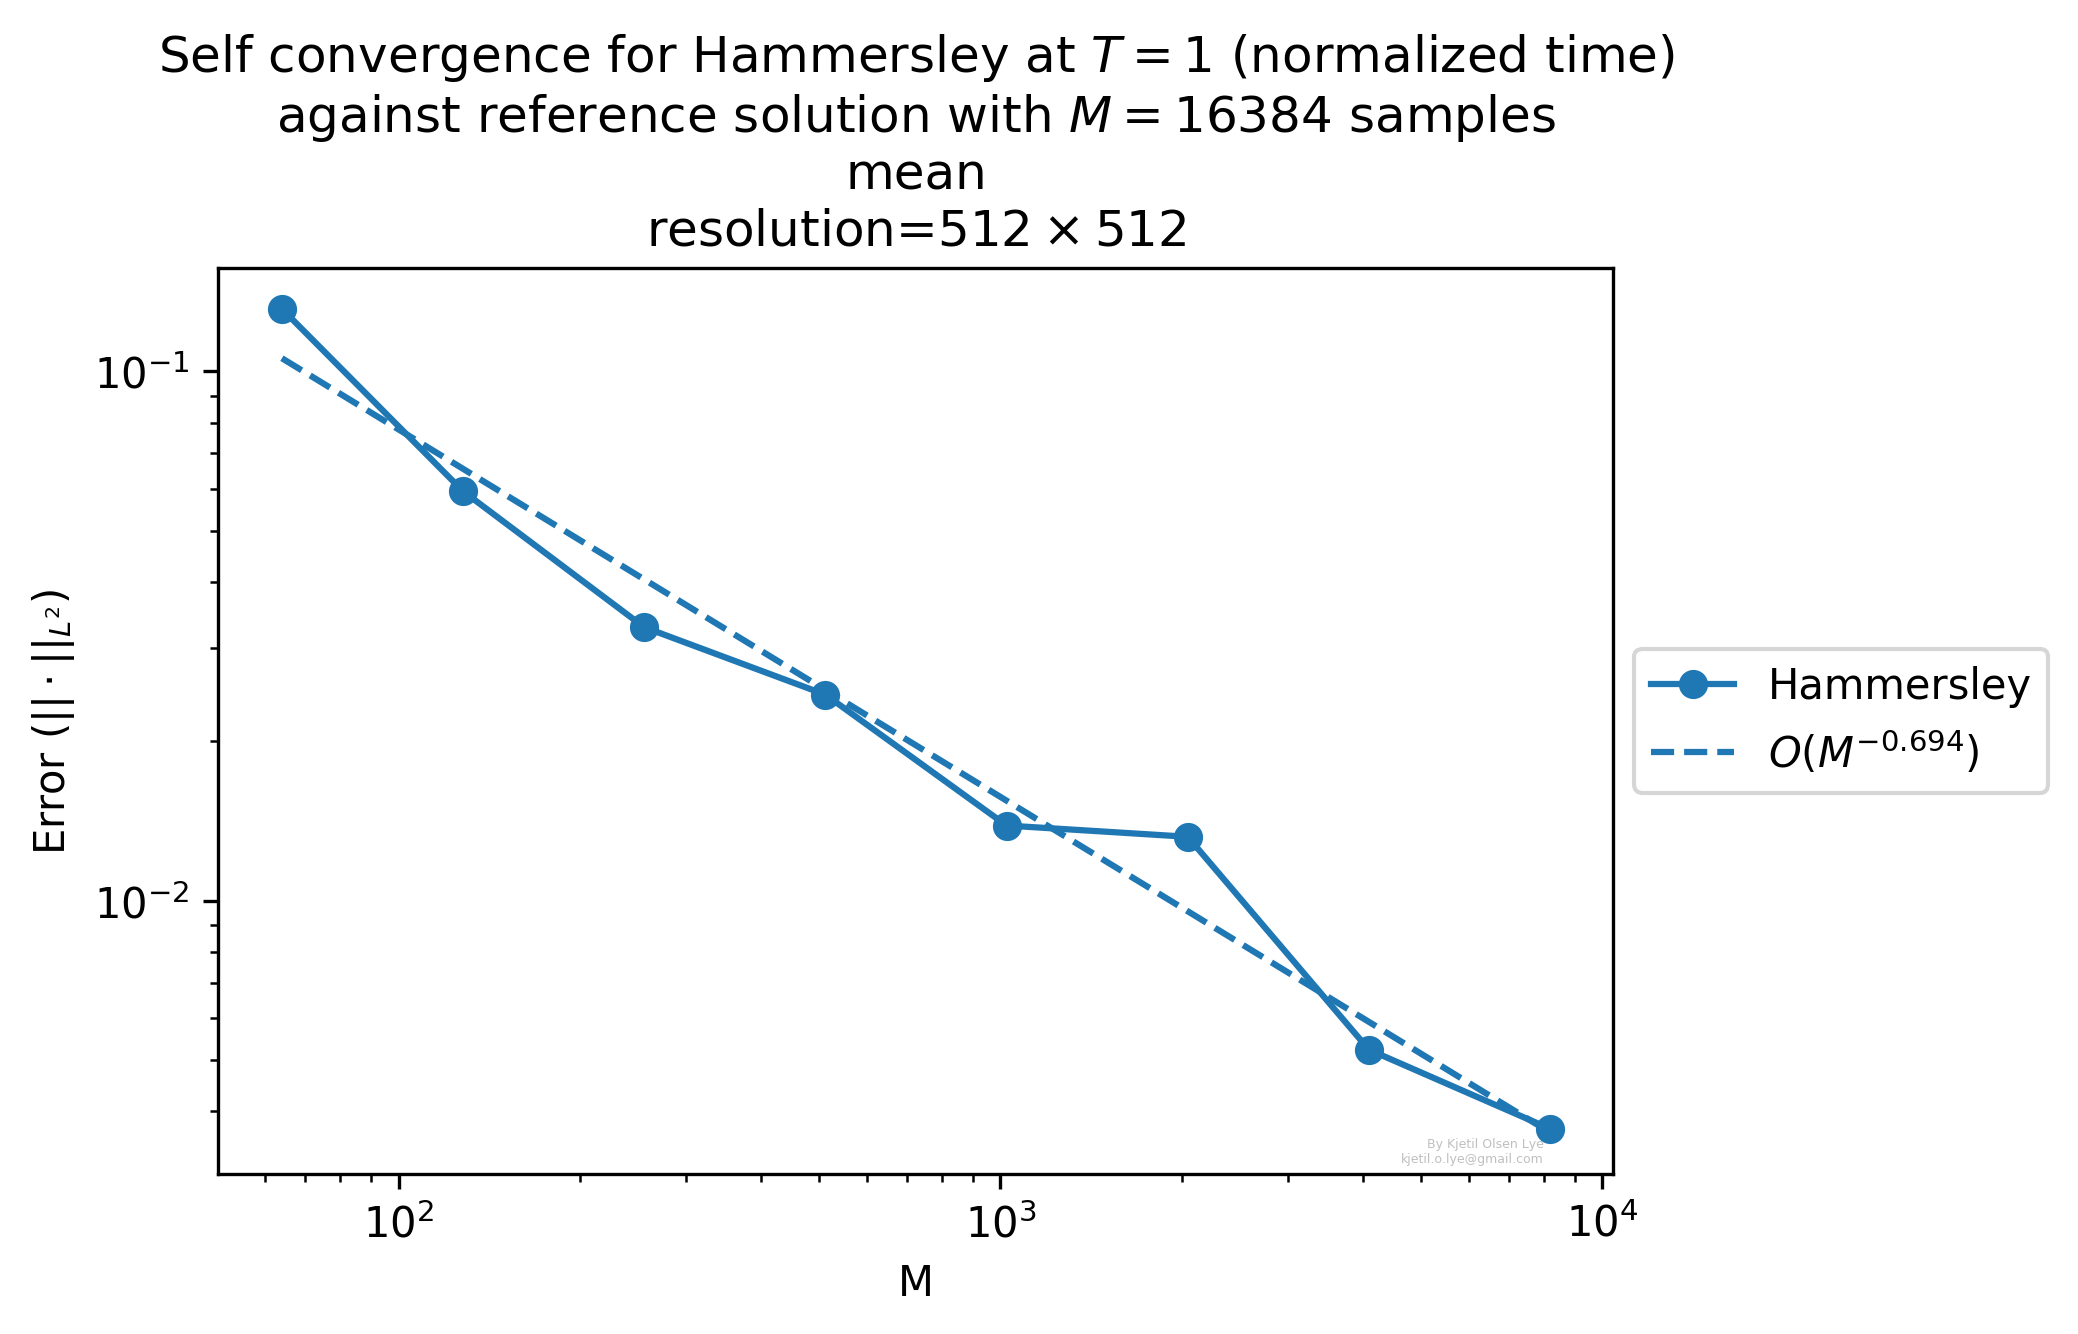 Self convergence for Hammersley at T = 1 (normalized time)
against reference solution with M = 16384 samples
mean
resolution=512 × 512
Error (|| · ||_{L^2})
10^{-1}
10^{-2}
10^2
10^3
10^4
M
Hammersley
O(M^{-0.694})
By Kjetil Olsen Lye
kjetil.o.lye@gmail.com